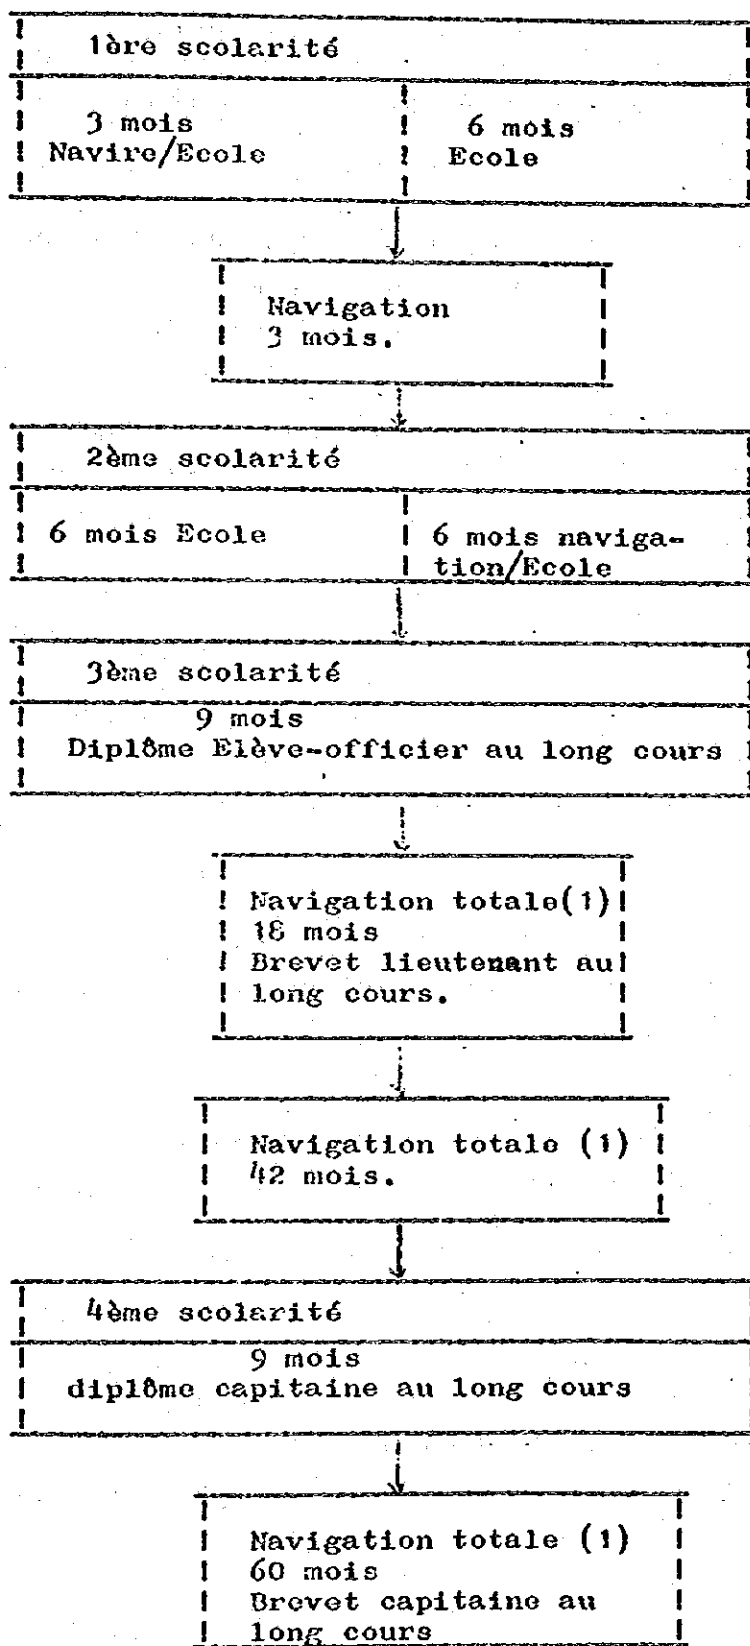 1ère scolarité
3 mois
Navire/Ecole
6 mois
Ecole
Navigation
3 mois.
2ème scolarité
6 mois Ecole
6 mois naviga-
tion/Ecole
3ème scolarité
9 mois
Diplôme Elève-officier au long cours
Navigation totale(1)
18 mois
Brevet lieutenant au
long cours.
Navigation totale (1)
42 mois.
4ème scolarité
9 mois
diplôme capitaine au long cours
Navigation totale (1)
60 mois
Brevet capitaine au
long cours